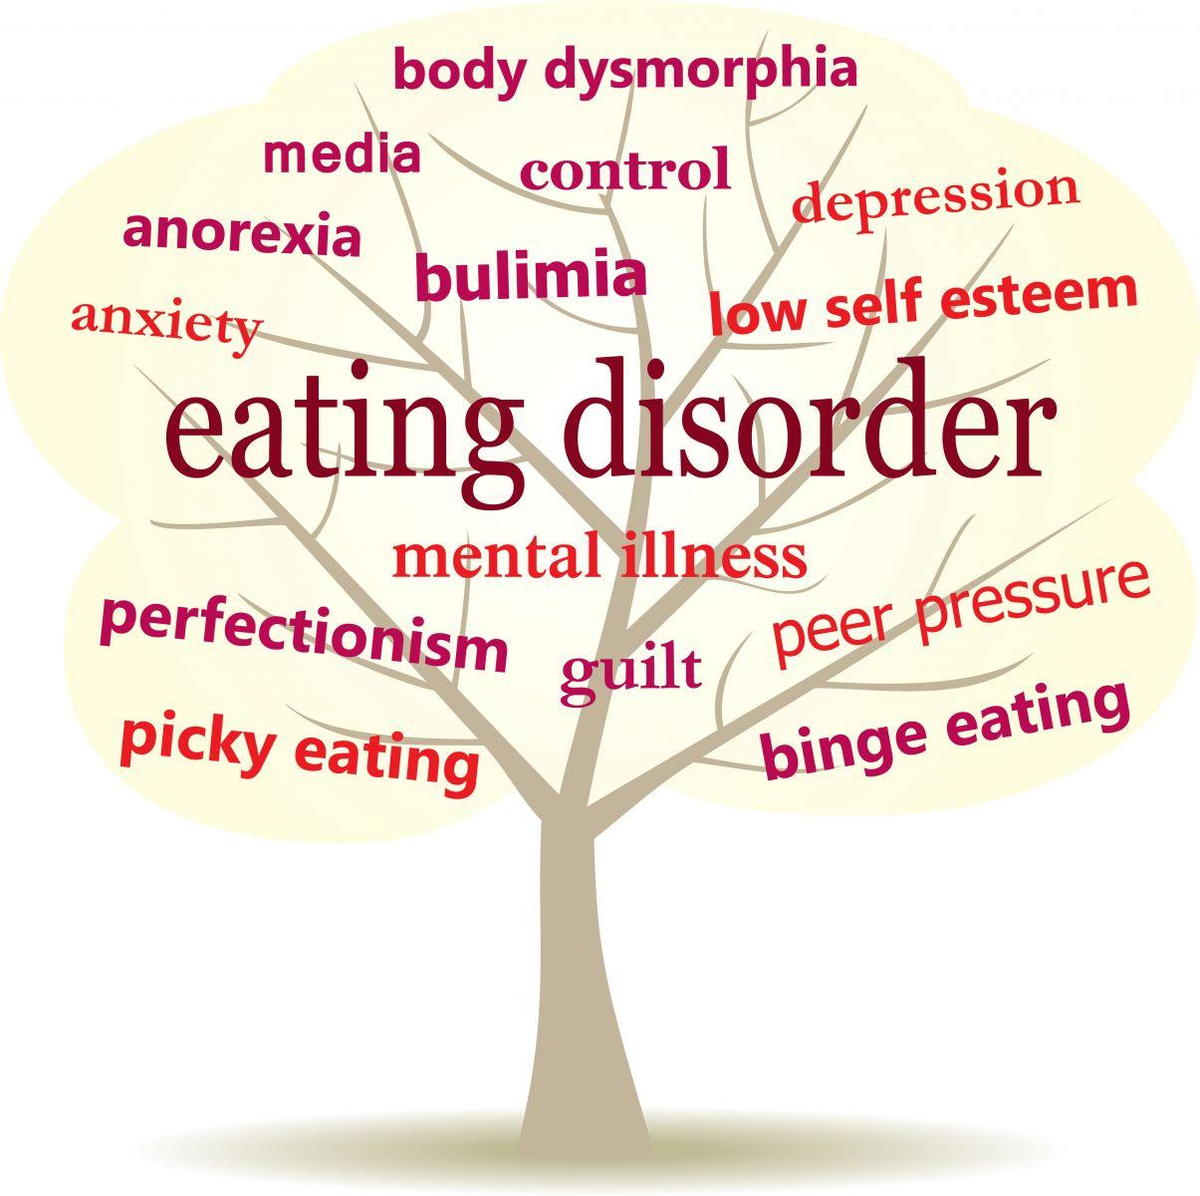 body dysmorphia
media
control
depression
anorexia
bulimia
low self esteem
anxiety
eating disorder
mental illness
peer pressure
perfectionism
guilt
binge eating
picky eating